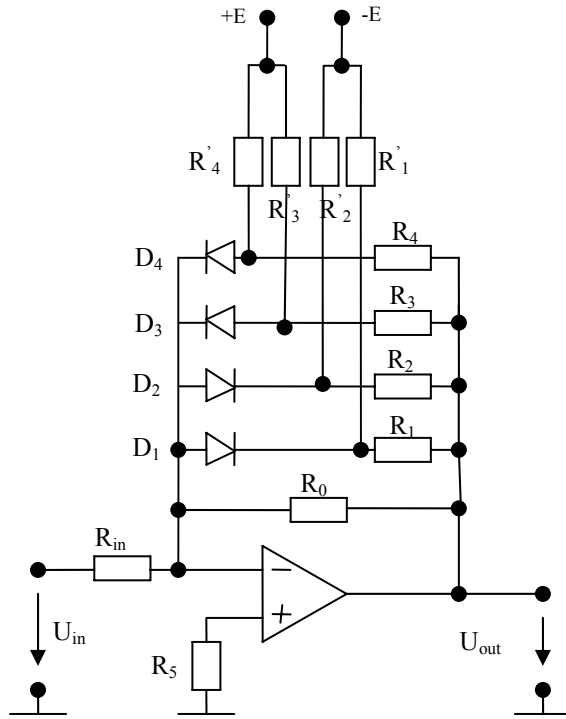 +E -E
R'4 R'3 R'2 R'1
D4 R4
D3 R3
D2 R2
D1 R1
R0
Rin
−
+
Uin R5 Uout